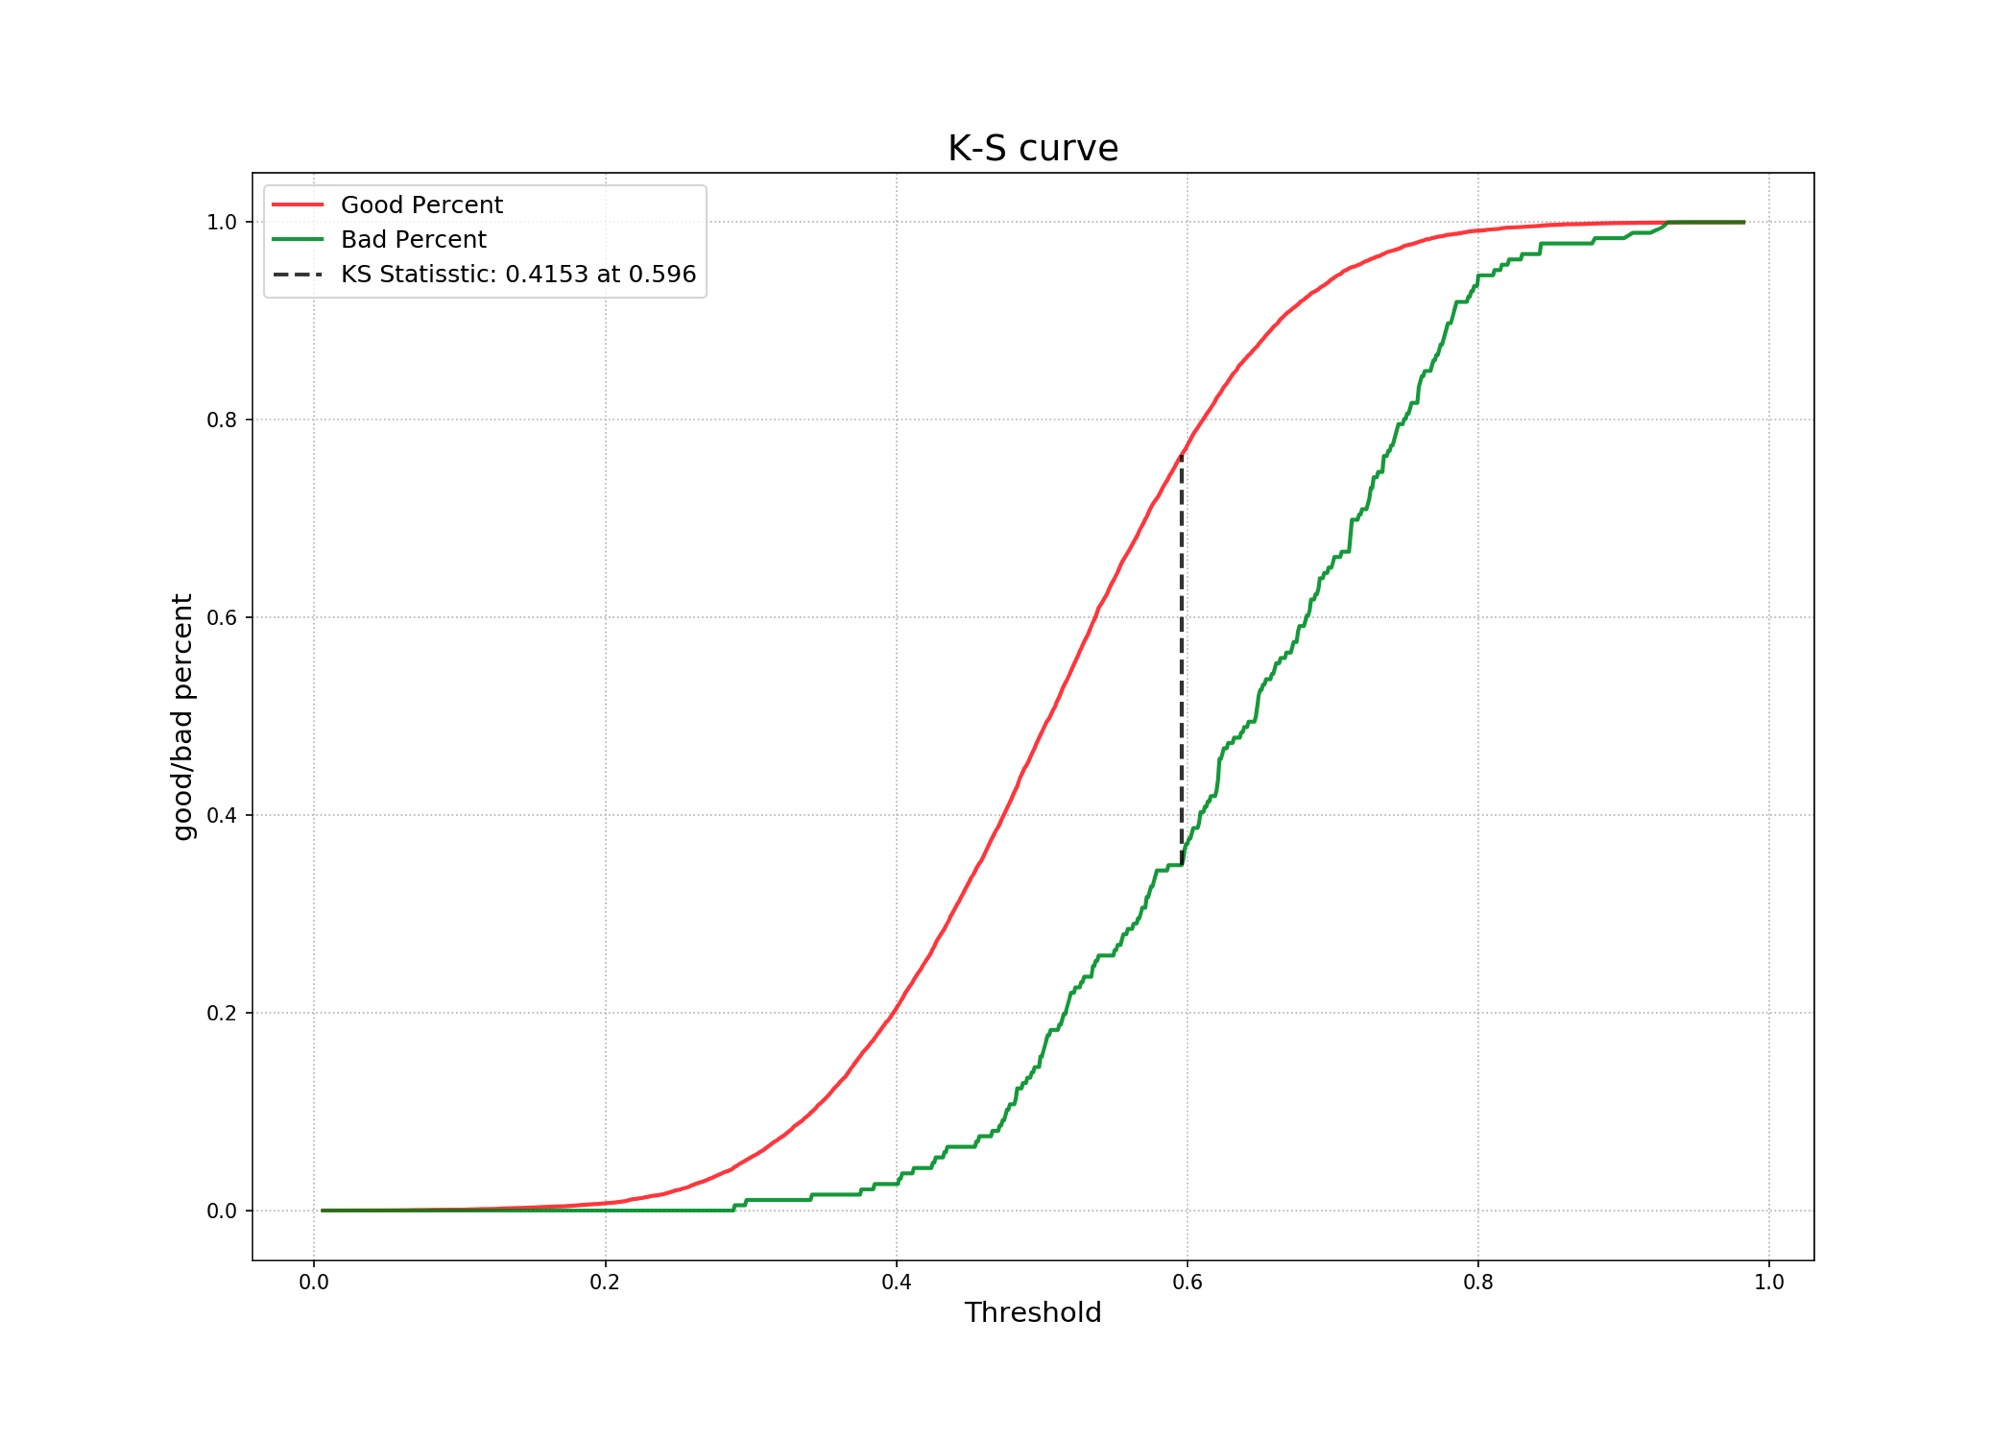 K-S curve
Good Percent
Bad Percent
KS Statisstic: 0.4153 at 0.596
good/bad percent
1.0
0.8
0.6
0.4
0.2
0.0
0.0 0.2 0.4 0.6 0.8 1.0
Threshold